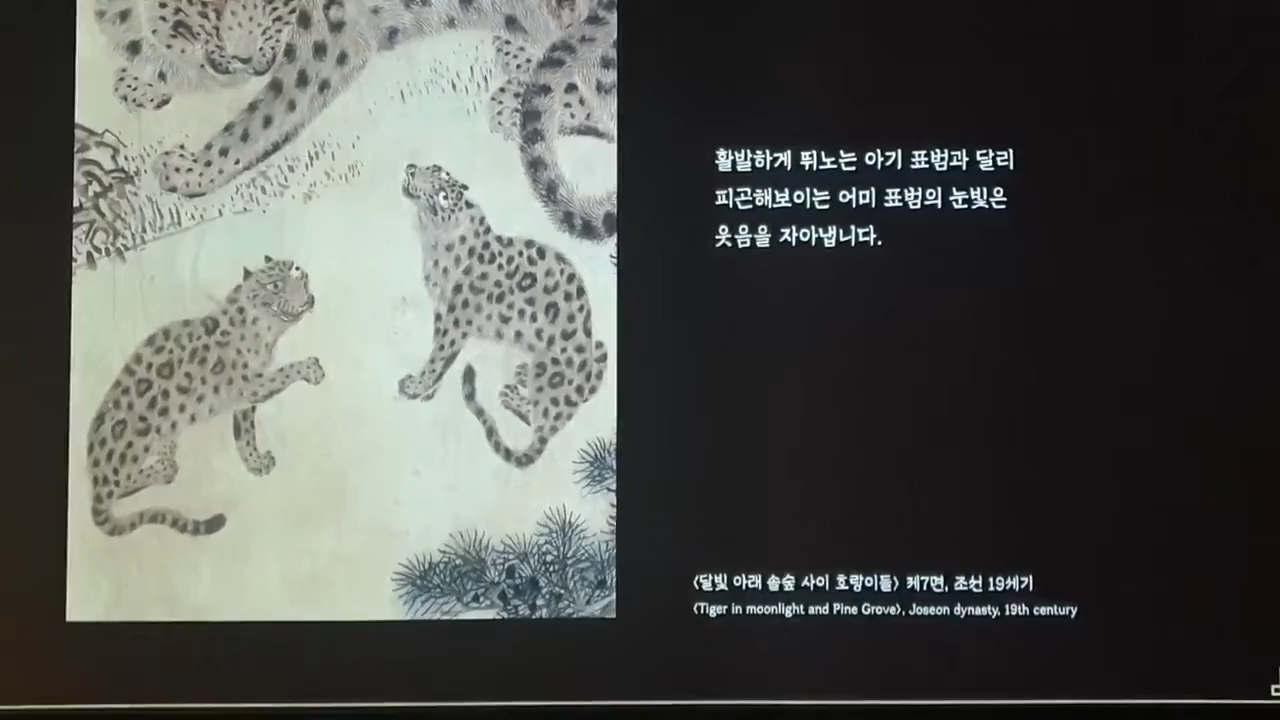 활발하게 뛰노는 아기 표범과 달리
피곤해보이는 어미 표범의 눈빛은
웃음을 자아냅니다.
〈달빛 아래 솔숲 사이 호랑이들〉 제7면, 조선 19세기
〈Tiger in moonlight and Pine Grove〉, Joseon dynasty, 19th century